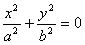 x²/a² + y²/b² = 0